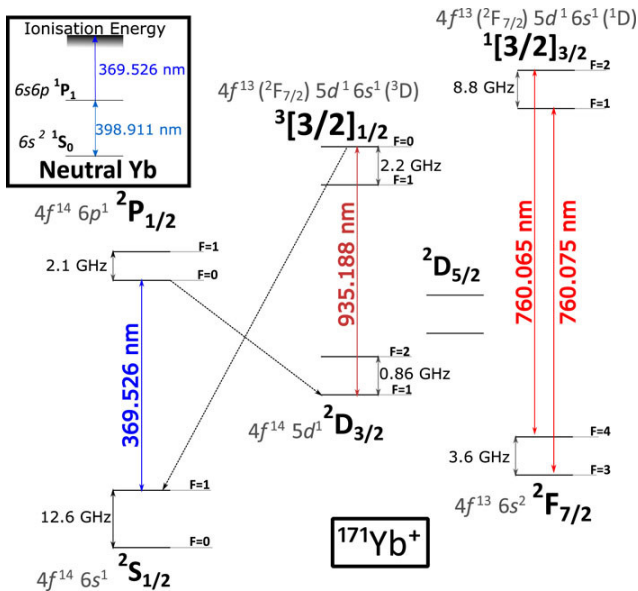 Ionisation Energy
369.526 nm
6s6p ¹P₁
398.911 nm
6s² ¹S₀
Neutral Yb
4f¹³ (²F₇/₂) 5d¹ 6s¹ (¹D)
¹[3/2]₃/₂
F=2
8.8 GHz
F=1
4f¹³ (²F₇/₂) 5d¹ 6s¹ (³D)
³[3/2]₁/₂
F=0
2.2 GHz
F=1
4f¹⁴ 6p¹ ²P₁/₂
F=1
2.1 GHz
F=0
369.526 nm
935.188 nm
²D₅/₂
760.065 nm
760.075 nm
F=2
0.86 GHz
F=1
4f¹⁴ 5d¹ ²D₃/₂
F=4
3.6 GHz
F=3
4f¹³ 6s² ²F₇/₂
F=1
12.6 GHz
F=0
4f¹⁴ 6s¹ ²S₁/₂
¹⁷¹Yb⁺